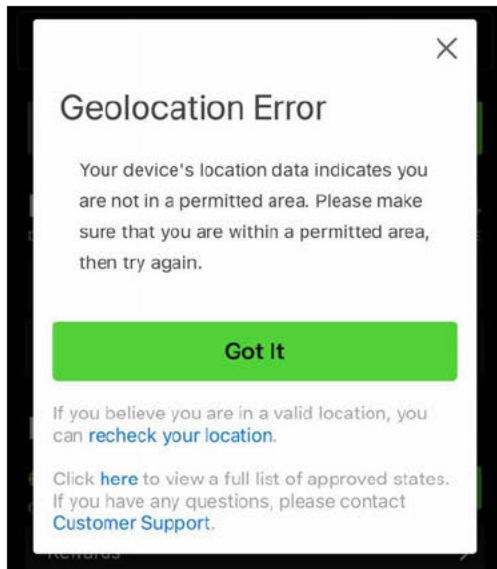 Geolocation Error
Your device's location data indicates you
are not in a permitted area. Please make
sure that you are within a permitted area,
then try again.
Got It
If you believe you are in a valid location, you
can recheck your location.
Click here to view a full list of approved states.
If you have any questions, please contact
Customer Support.
Rewards